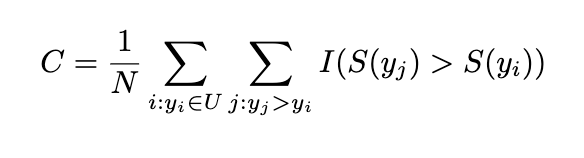 C = \frac{1}{N} \sum_{i:y_i \in U} \sum_{j:y_j > y_i} I(S(y_j) > S(y_i))